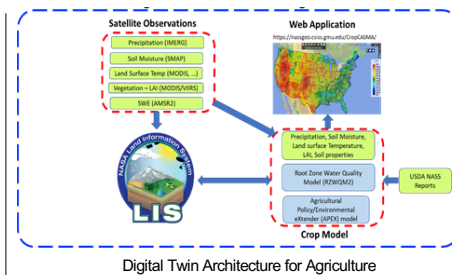 Satellite Observations
Precipitation (IMERG)
Soil Moisture (SMAP)
Land Surface Temp (MODIS, ...)
Vegetation – LAI (MODIS/VIIRS)
SWE (AMSR2)
Web Application
https://nassgeo.csiss.gmu.edu/CropCASMA/
NASA Land Information System
LIS
Precipitation, Soil Moisture,
Land surface Temperature,
LAI, Soil properties
Root Zone Water Quality
Model (RZWQM2)
Agricultural
Policy/Environmental
eXtender (APEX) model
Crop Model
USDA NASS
Reports
Digital Twin Architecture for Agriculture